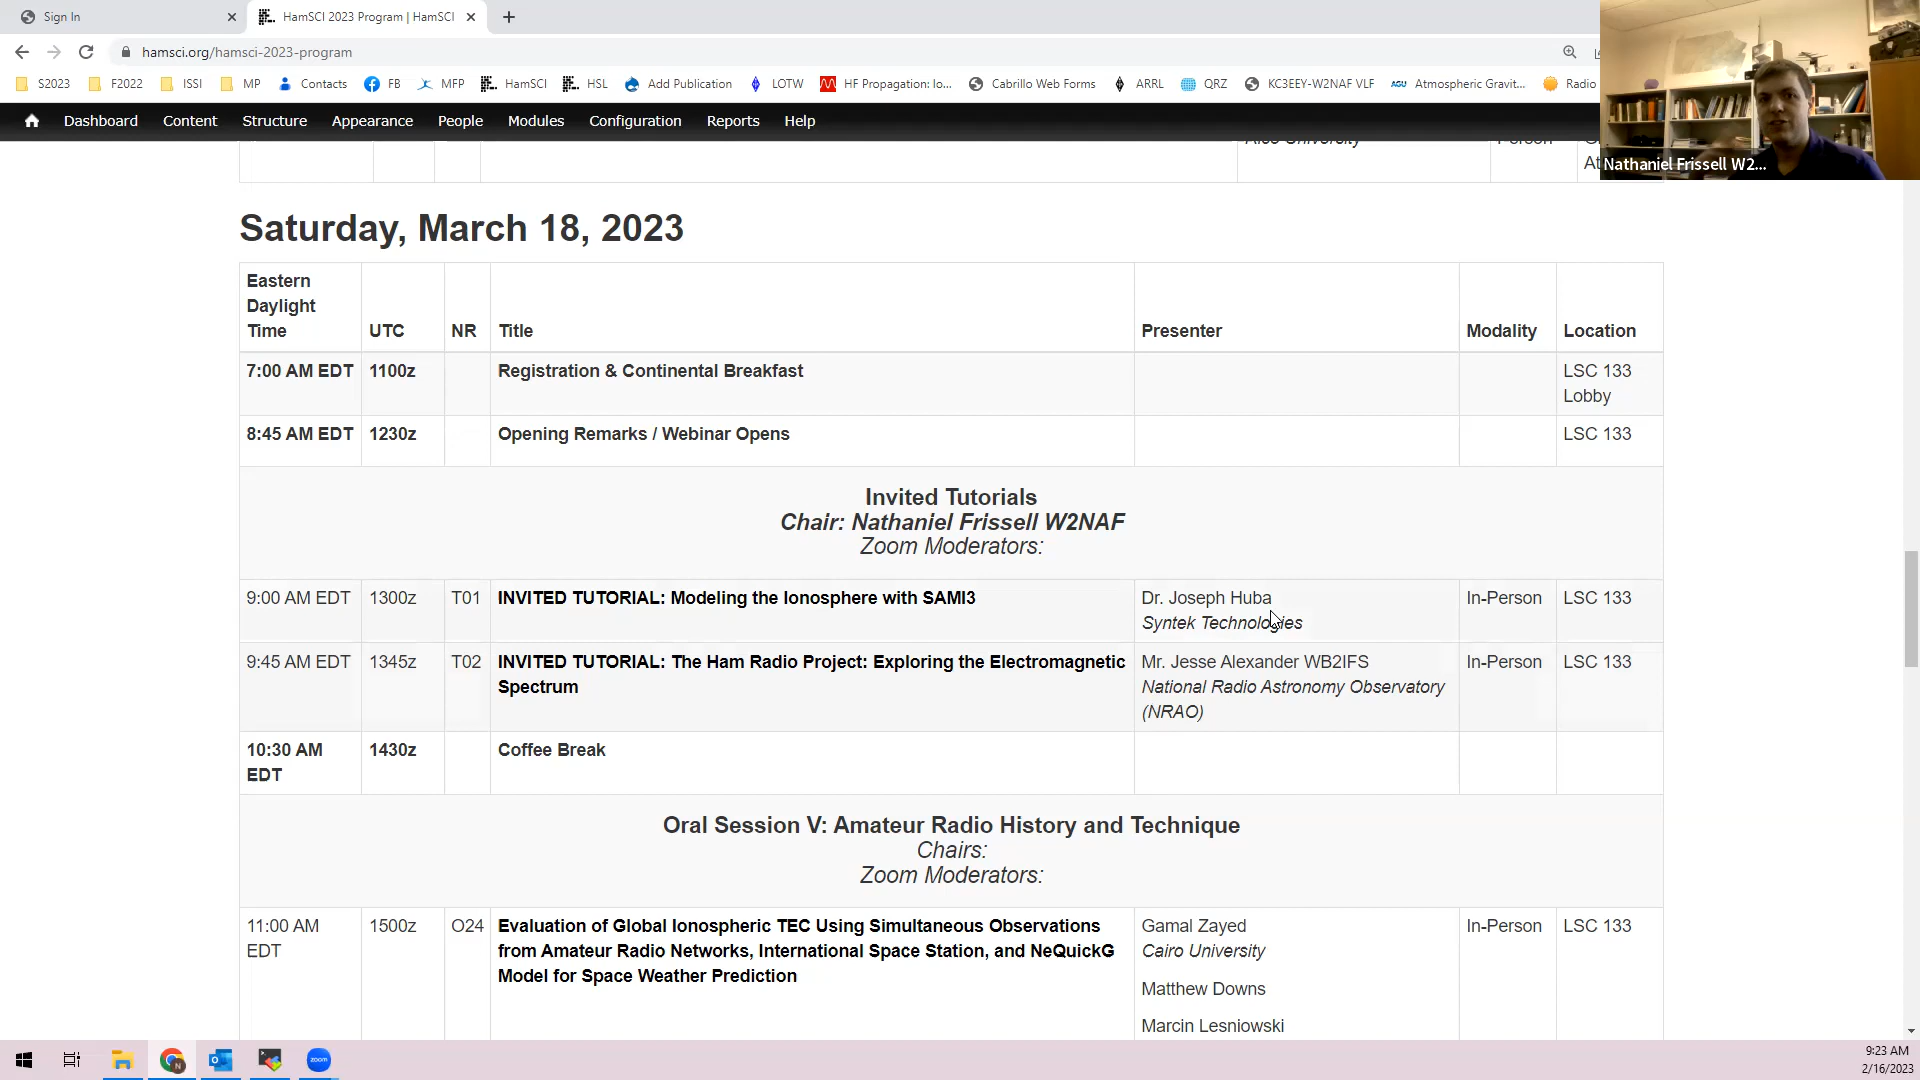 Sign In
HamSCI 2023 Program | HamSCI
hamsci.org/hamsci-2023-program
S2023 F2022 ISSI MP Contacts FB MFP HamSCI HSL Add Publication LOTW HF Propagation: Io... Cabrillo Web Forms ARRL QRZ KC3EEY-W2NAF VLF AGU Atmospheric Gravit... Radio
Dashboard Content Structure Appearance People Modules Configuration Reports Help
Nathaniel Frissell W2...
Saturday, March 18, 2023
Eastern
Daylight
Time UTC NR Title Presenter Modality Location
7:00 AM EDT 1100z Registration & Continental Breakfast LSC 133
Lobby
8:45 AM EDT 1230z Opening Remarks / Webinar Opens LSC 133
Invited Tutorials
Chair: Nathaniel Frissell W2NAF
Zoom Moderators:
9:00 AM EDT 1300z T01 INVITED TUTORIAL: Modeling the Ionosphere with SAMI3 Dr. Joseph Huba In-Person LSC 133
Syntek Technologies
9:45 AM EDT 1345z T02 INVITED TUTORIAL: The Ham Radio Project: Exploring the Electromagnetic Mr. Jesse Alexander WB2IFS In-Person LSC 133
Spectrum National Radio Astronomy Observatory
(NRAO)
10:30 AM 1430z Coffee Break
EDT
Oral Session V: Amateur Radio History and Technique
Chairs:
Zoom Moderators:
11:00 AM 1500z O24 Evaluation of Global Ionospheric TEC Using Simultaneous Observations Gamal Zayed In-Person LSC 133
EDT from Amateur Radio Networks, International Space Station, and NeQuickG Cairo University
Model for Space Weather Prediction
Matthew Downs
Marcin Lesniowski
zoom
9:23 AM
2/16/2023